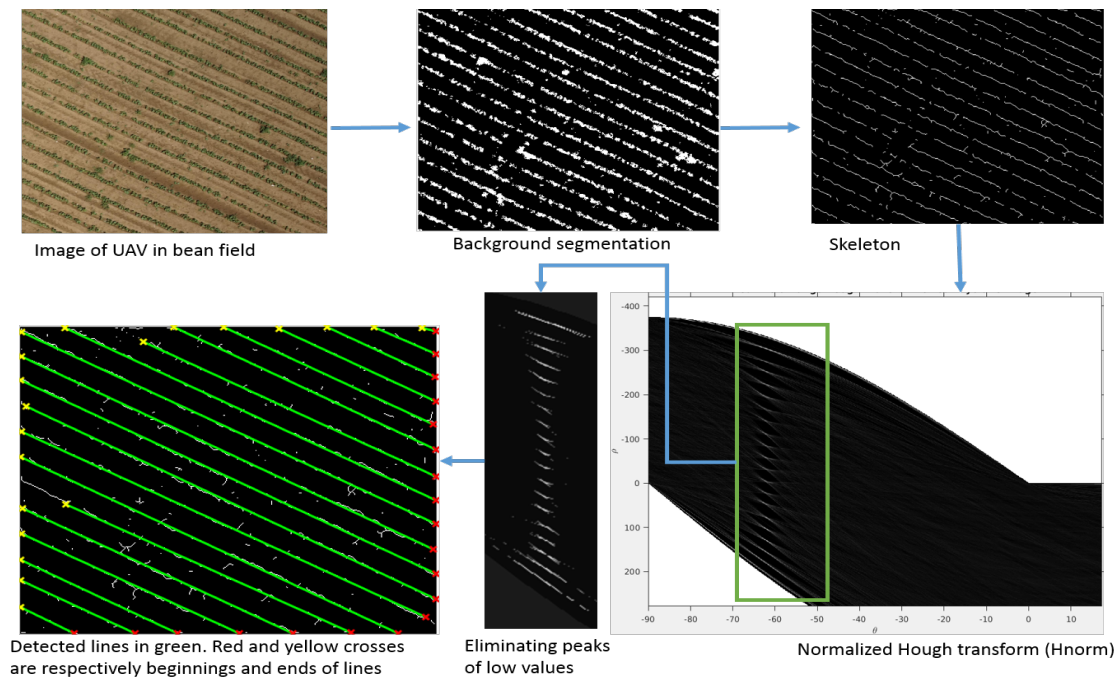 Image of UAV in bean field
Background segmentation
Skeleton
-400
-300
-200
-100
0
100
200
ρ
-90
-80
-70
-60
-50
-40
-30
-20
-10
0
10
θ
Normalized Hough transform (Hnorm)
Eliminating peaks
of low values
Detected lines in green. Red and yellow crosses
are respectively beginnings and ends of lines